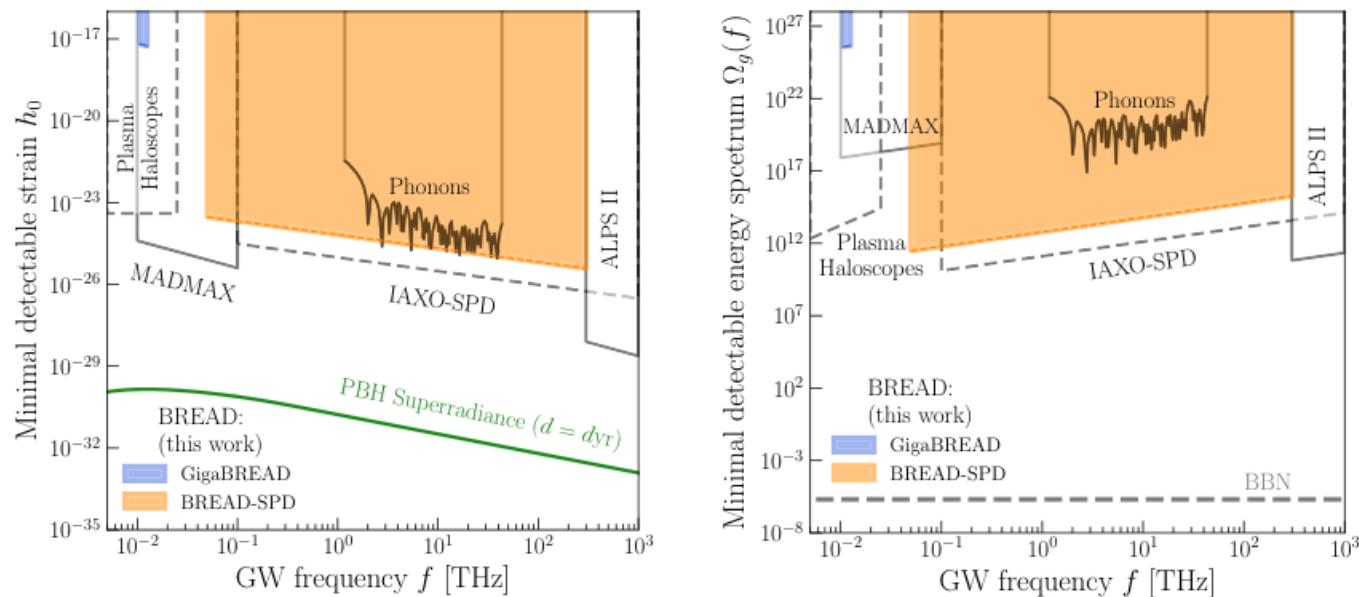 Minimal detectable strain h₀
10⁻¹⁷
10⁻²⁰
10⁻²³
10⁻²⁶
10⁻²⁹
10⁻³²
10⁻³⁵
Plasma
Haloscopes
MADMAX
Phonons
IAXO-SPD
ALPS II
PBH Superradiance (d = dyr)
BREAD:
(this work)
GigaBREAD
BREAD-SPD
10⁻² 10⁻¹ 10⁰ 10¹ 10² 10³
GW frequency f [THz]
Minimal detectable energy spcetrum Ω_g(f)
10²⁷
10²²
10¹⁷
10¹²
10⁷
10²
10⁻³
10⁻⁸
MADMAX
Phonons
Plasma
Haloscopes
IAXO-SPD
ALPS II
BREAD:
(this work)
GigaBREAD
BREAD-SPD
BBN
10⁻² 10⁻¹ 10⁰ 10¹ 10² 10³
GW frequency f [THz]